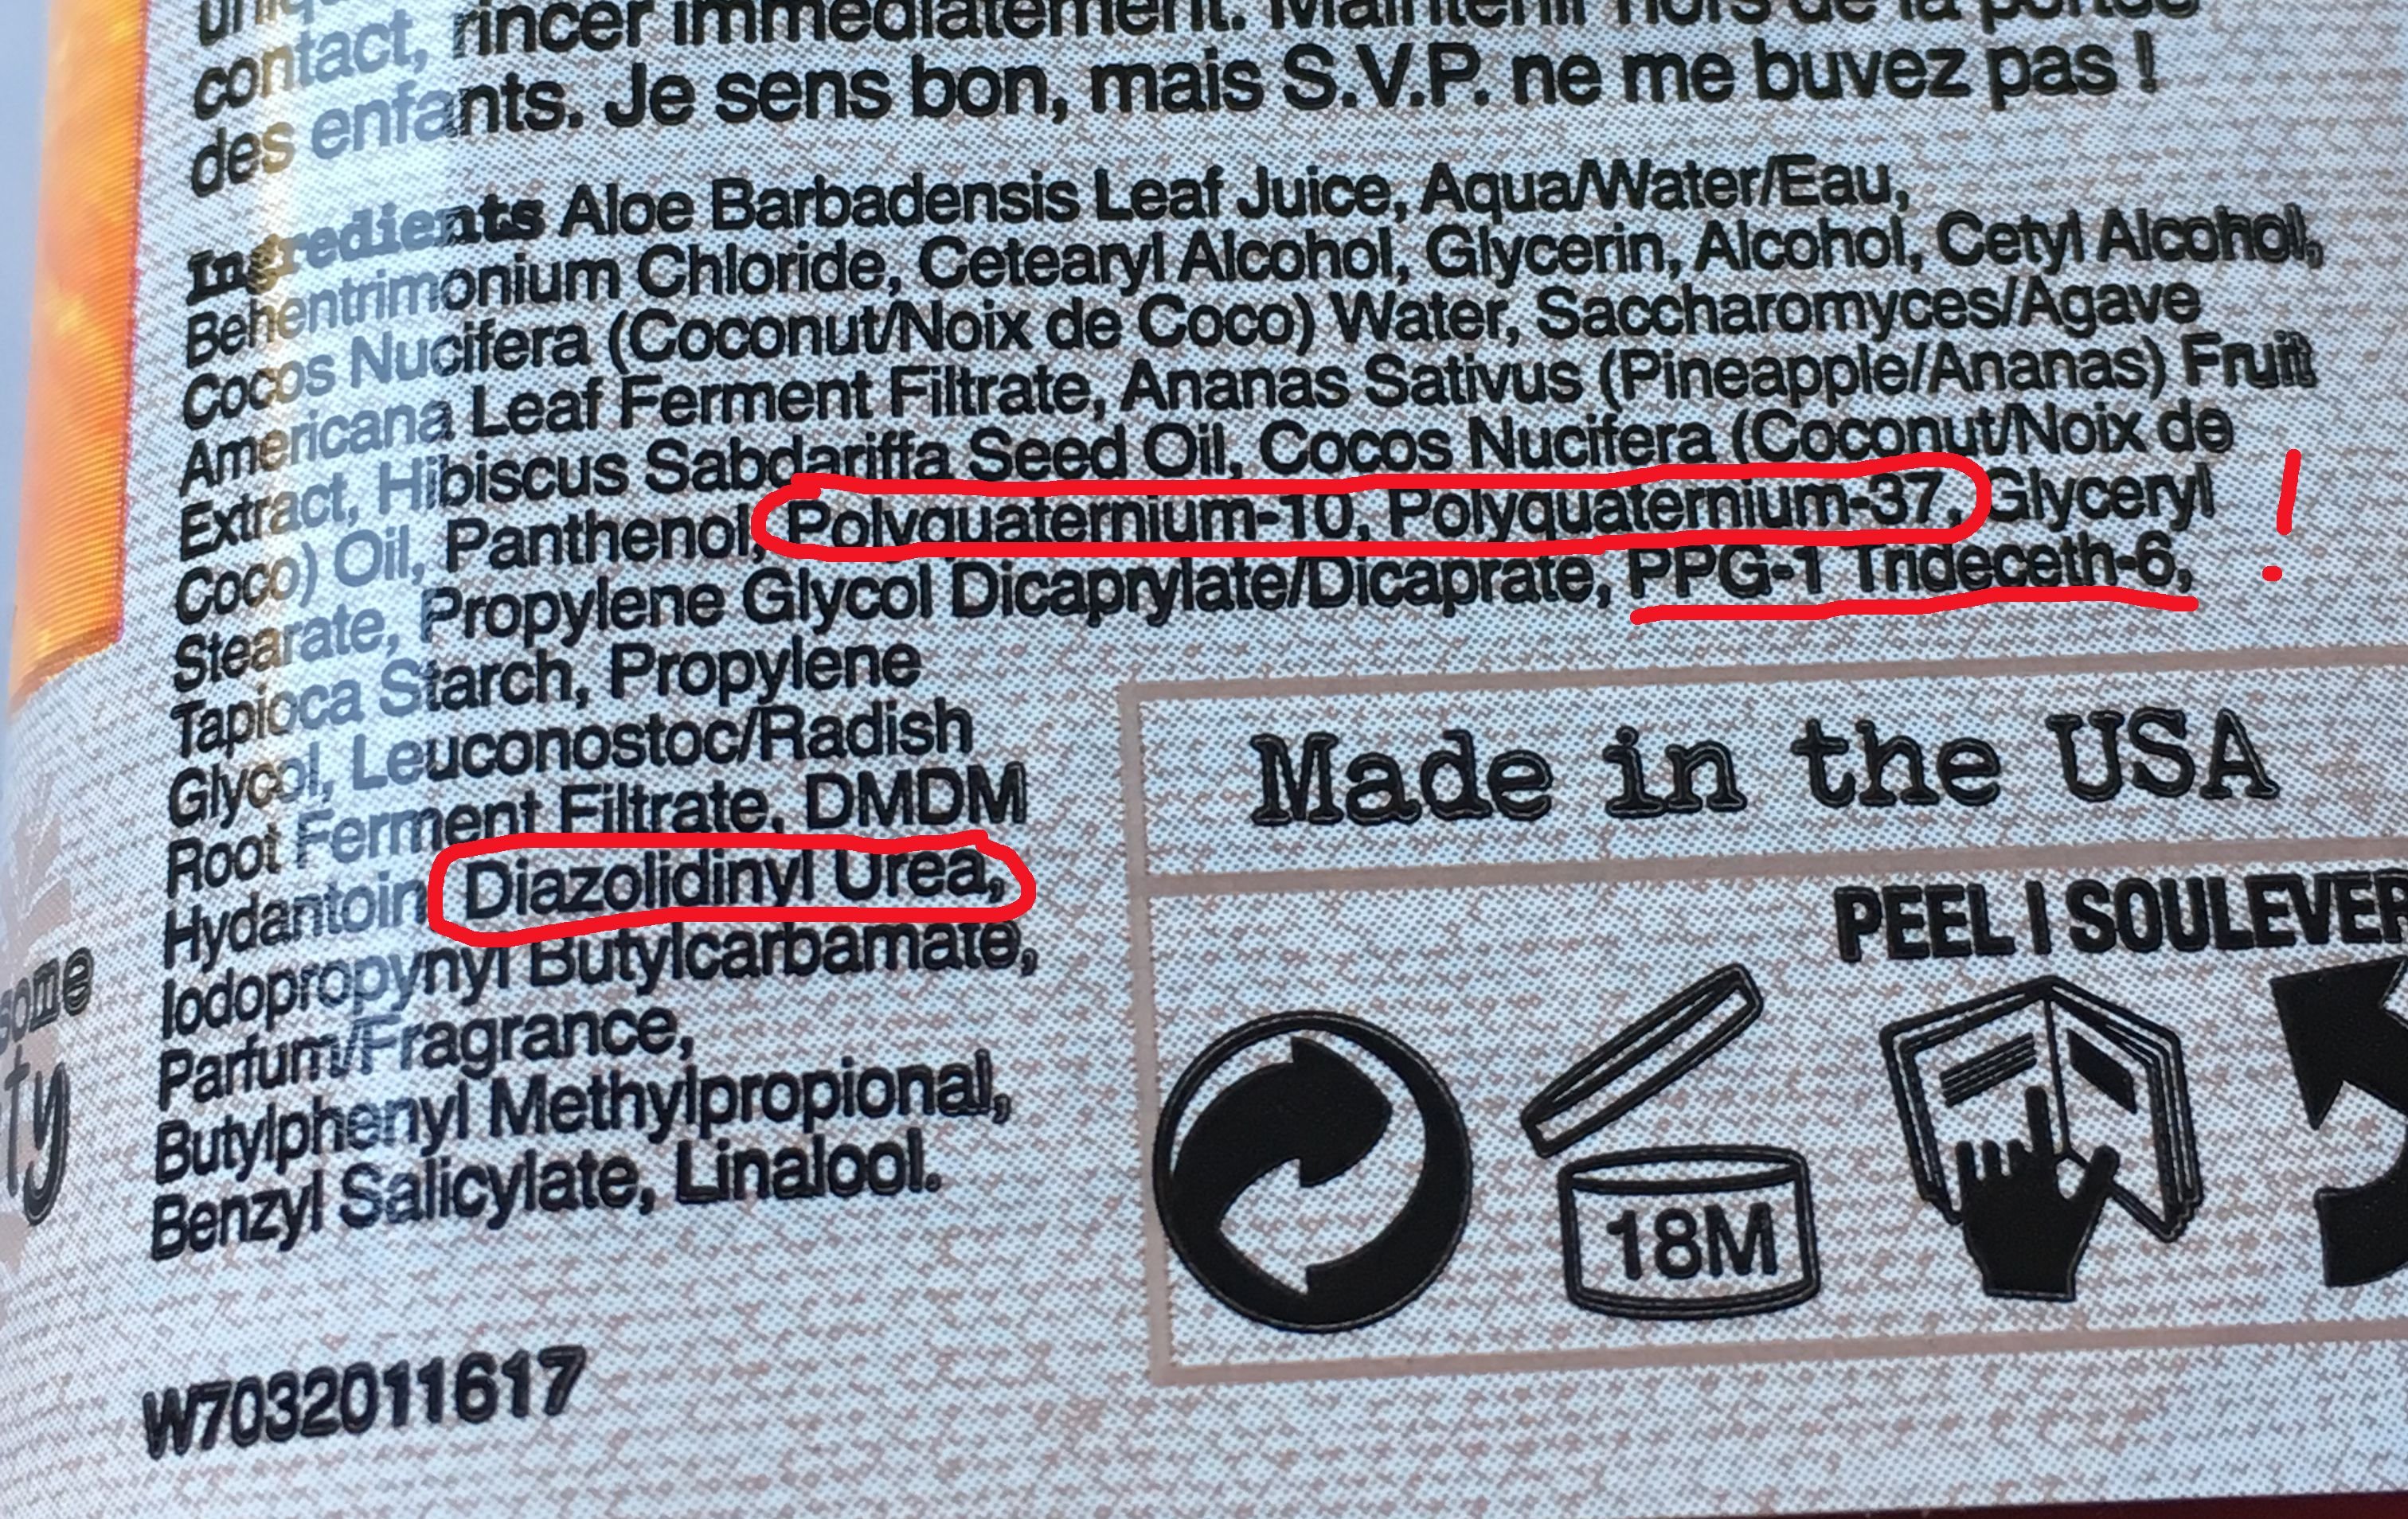 contact, rincer immédiatement. Maintenir hors de la portée
des enfants. Je sens bon, mais S.V.P. ne me buvez pas !
Ingredients Aloe Barbadensis Leaf Juice, Aqua/Water/Eau,
Behentrimonium Chloride, Cetearyl Alcohol, Glycerin, Alcohol, Cetyl Alcohol,
Cocos Nucifera (Coconut/Noix de Coco) Water, Saccharomyces/Agave
Americana Leaf Ferment Filtrate, Ananas Sativus (Pineapple/Ananas) Fruit
Extract, Hibiscus Sabdariffa Seed Oil, Cocos Nucifera (Coconut/Noix de
Coco) Oil, Panthenol, Polyquaternium-10, Polyquaternium-37, Glyceryl
Stearate, Propylene Glycol Dicaprylate/Dicaprate, PPG-1 Trideceth-6,
!
Tapioca Starch, Propylene
Glycol, Leuconostoc/Radish
Root Ferment Filtrate, DMDM
Hydantoin, Diazolidinyl Urea,
Iodopropynyl Butylcarbamate,
Parfum/Fragrance,
Butylphenyl Methylpropional,
Benzyl Salicylate, Linalool.
W7032011617
Made in the USA
PEEL | SOULEVER
18M
some
ty